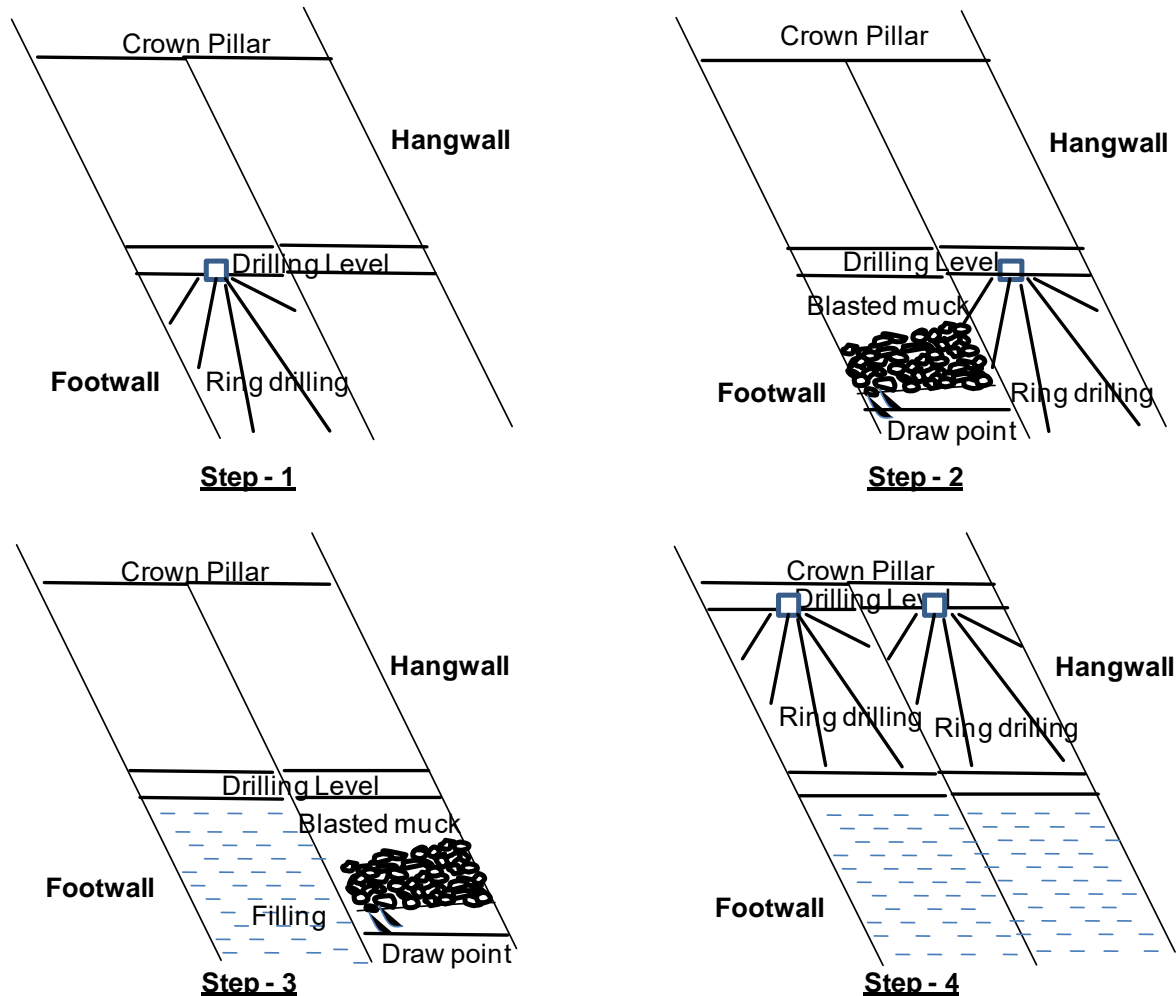 Crown Pillar
Hangwall
Drilling Level
Footwall
Ring drilling
Step - 1
Crown Pillar
Hangwall
Drilling Level
Blasted muck
Footwall
Ring drilling
Draw point
Step - 2
Crown Pillar
Hangwall
Drilling Level
Blasted muck
Footwall
Filling
Draw point
Step - 3
Crown Pillar
Drilling Level
Hangwall
Ring drilling
Ring drilling
Footwall
Step - 4